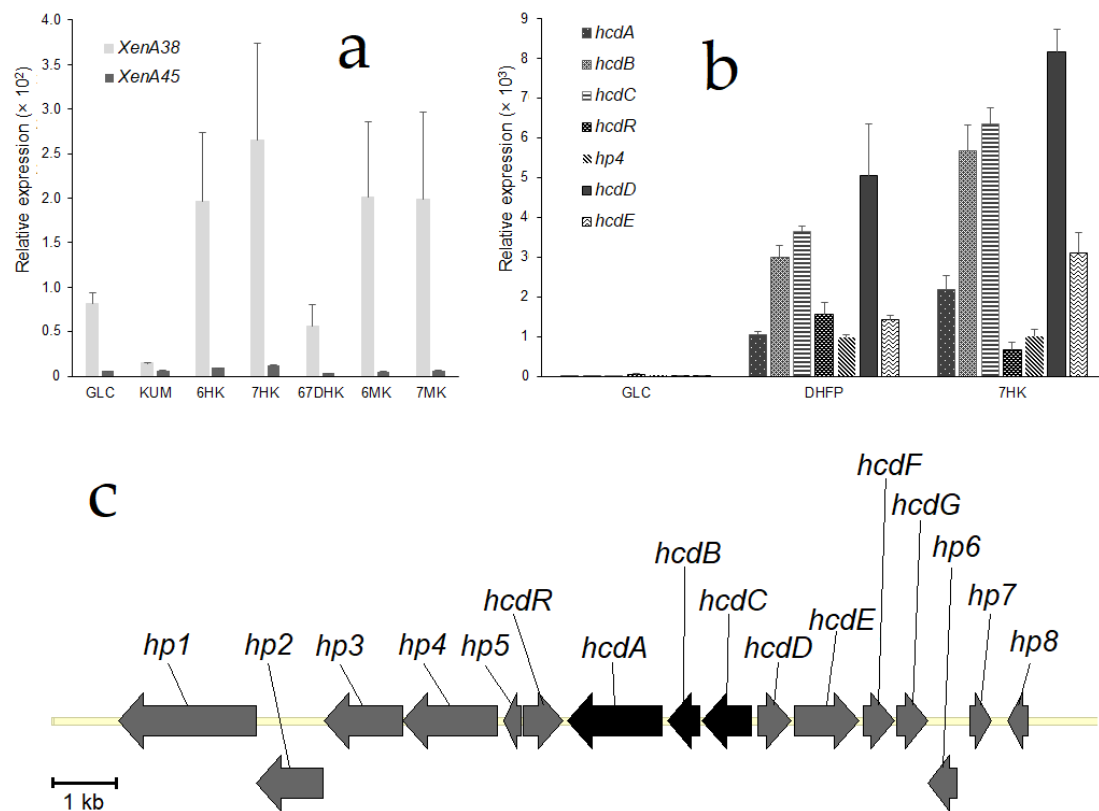 a
XenA38
XenA45
Relative expression (× 10²)
4.0
3.5
3.0
2.5
2.0
1.5
1.0
0.5
0
GLC KUM 6HK 7HK 67DHK 6MK 7MK
b
hcdA
hcdB
hcdC
hcdR
hp4
hcdD
hcdE
Relative expression (× 10³)
9
8
7
6
5
4
3
2
1
0
GLC DHFP 7HK
c
hp1
hp2
hp3
hp4
hp5
hcdR
hcdA
hcdB
hcdC
hcdD
hcdE
hcdF
hcdG
hp6
hp7
hp8
1 kb